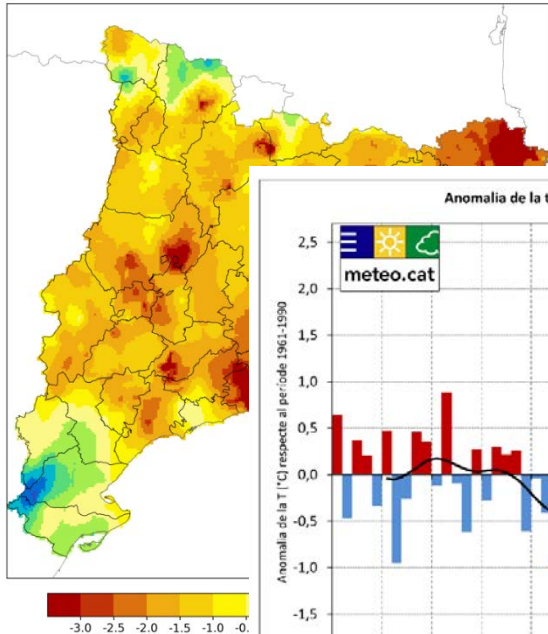 Anomalia de la t
meteo.cat
Anomalia de la T (°C) respecte al període 1961-1990
2,5
2,0
1,5
1,0
0,5
0,0
-0,5
-1,0
-1,5
-3.0 -2.5 -2.0 -1.5 -1.0 -0.